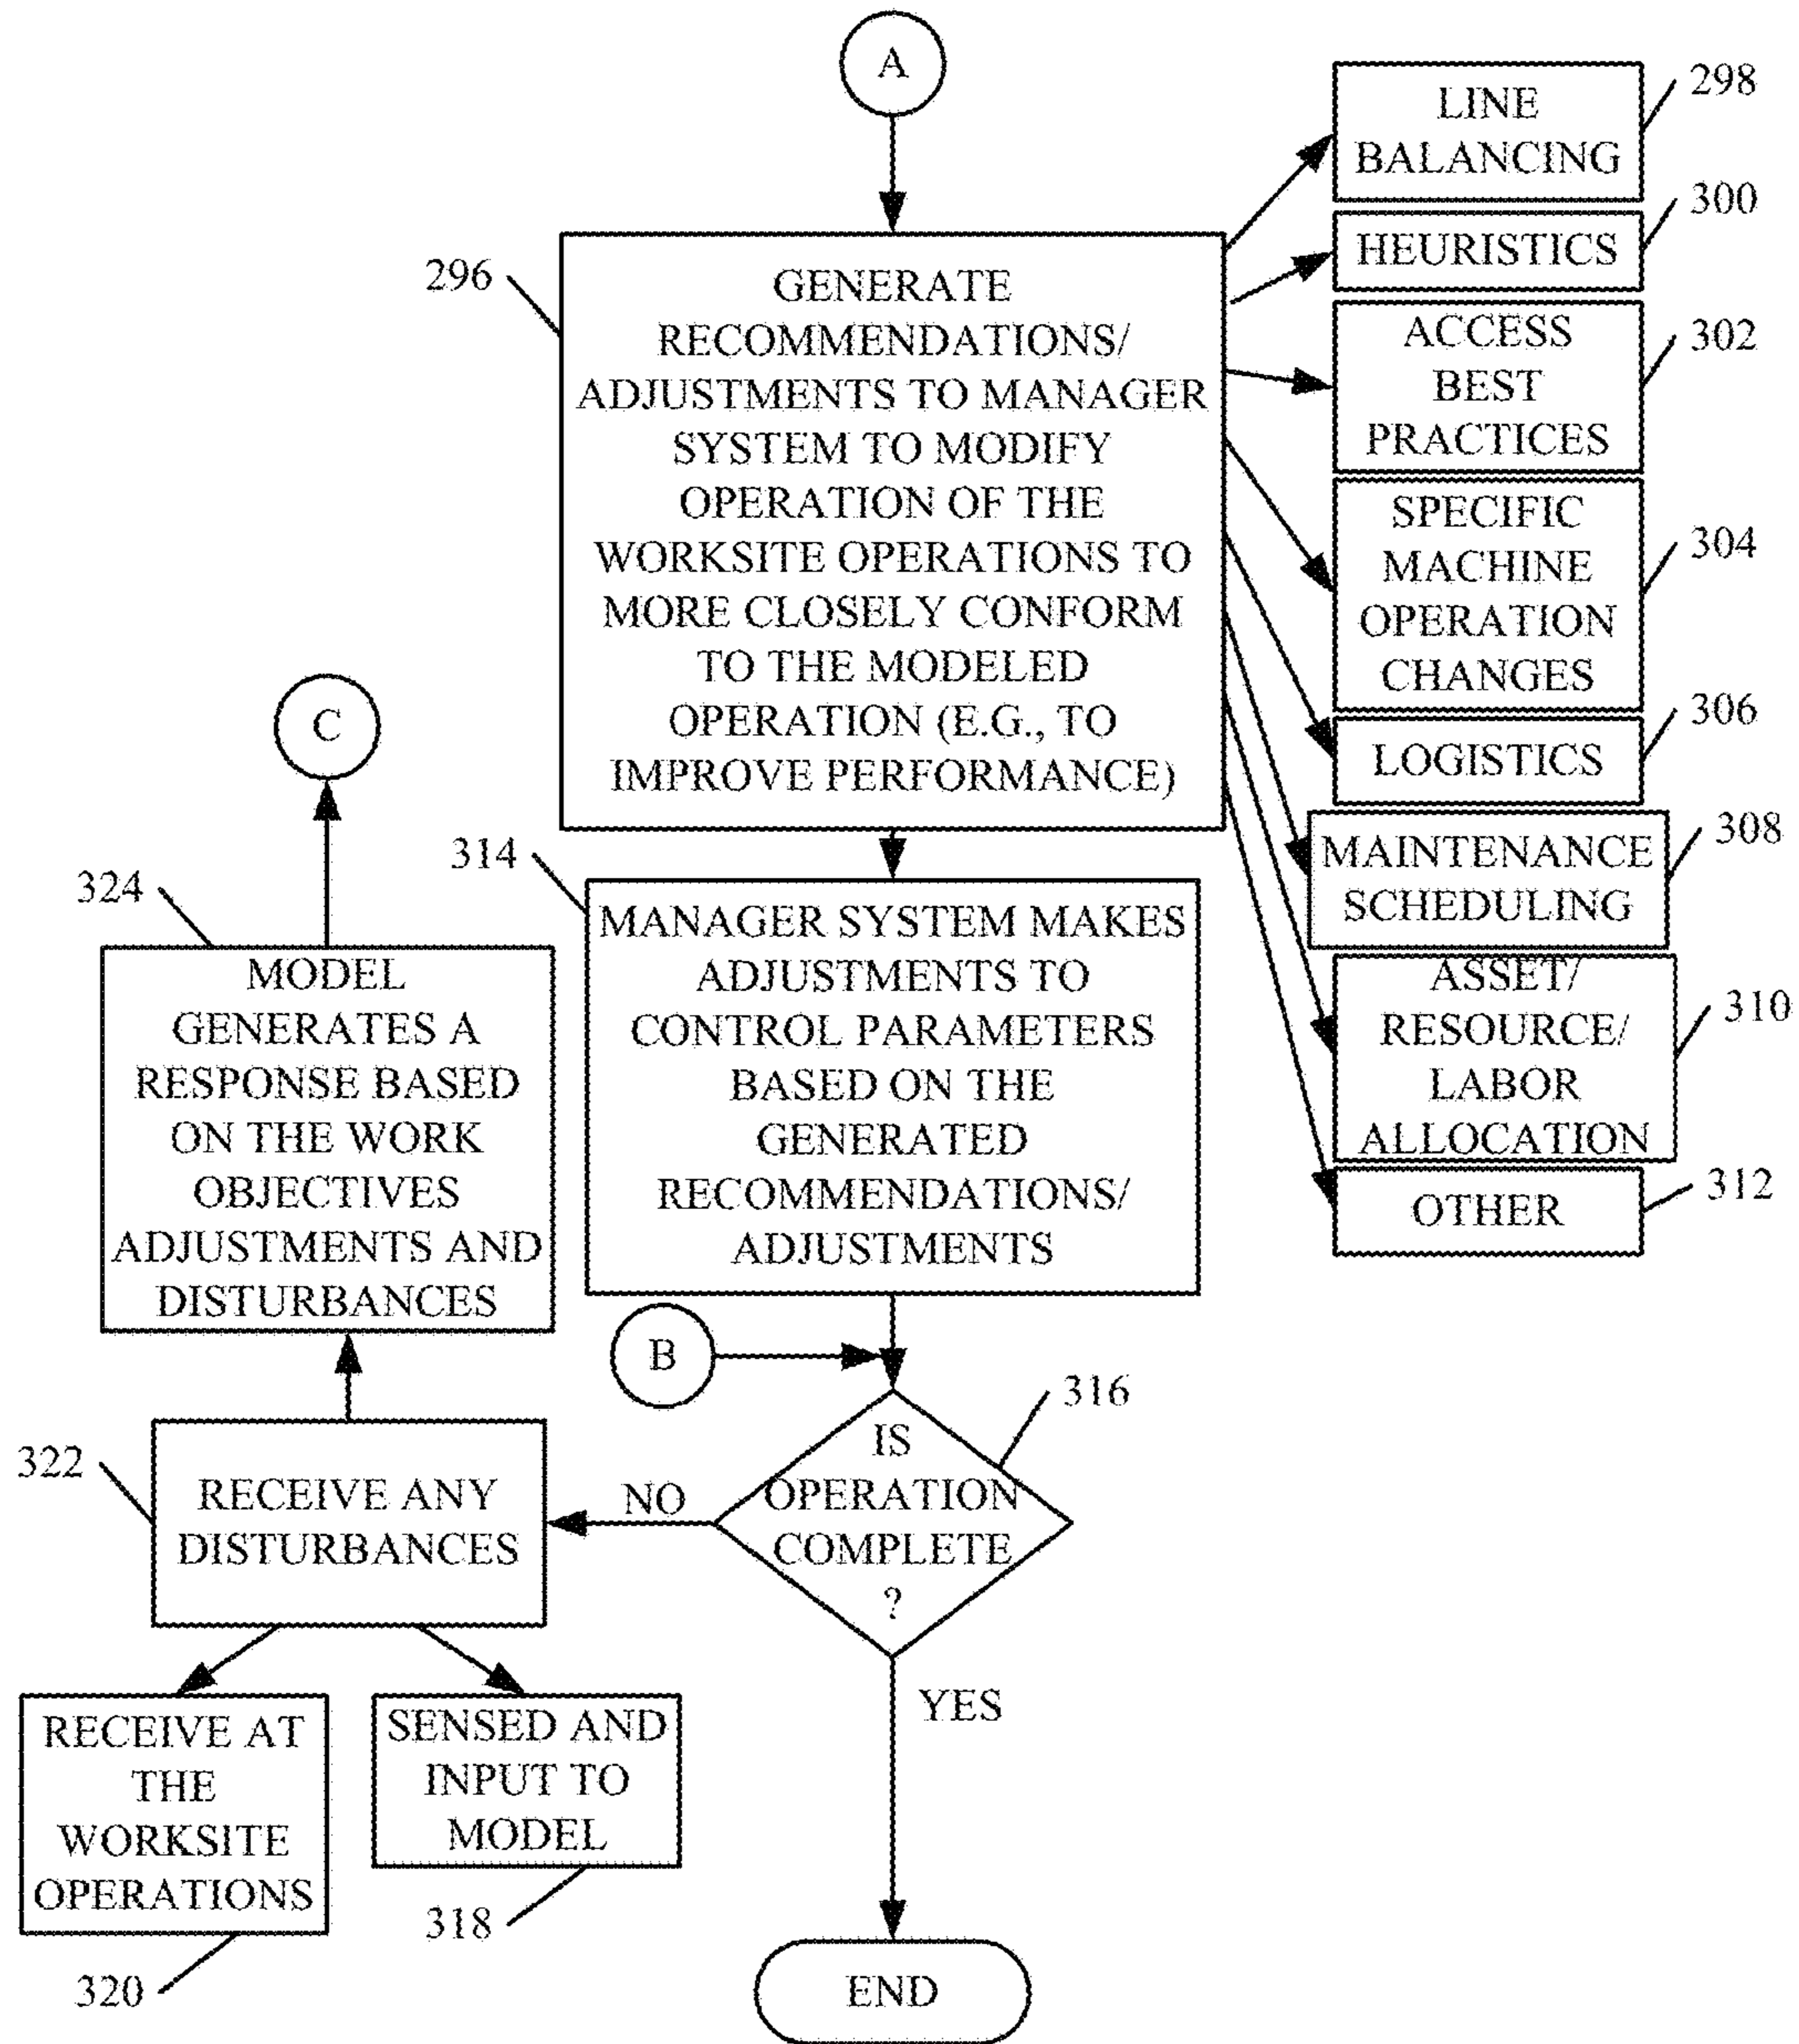 A
296
GENERATE
RECOMMENDATIONS/
ADJUSTMENTS TO MANAGER
SYSTEM TO MODIFY
OPERATION OF THE
WORKSITE OPERATIONS TO
MORE CLOSELY CONFORM
TO THE MODELED
OPERATION (E.G., TO
IMPROVE PERFORMANCE)
LINE
BALANCING
298
HEURISTICS
300
ACCESS
BEST
PRACTICES
302
SPECIFIC
MACHINE
OPERATION
CHANGES
304
LOGISTICS
306
MAINTENANCE
SCHEDULING
308
ASSET/
RESOURCE/
LABOR
ALLOCATION
310
OTHER
312
314
MANAGER SYSTEM MAKES
ADJUSTMENTS TO
CONTROL PARAMETERS
BASED ON THE
GENERATED
RECOMMENDATIONS/
ADJUSTMENTS
B
316
IS
OPERATION
COMPLETE
?
NO
YES
END
322
RECEIVE ANY
DISTURBANCES
RECEIVE AT
THE
WORKSITE
OPERATIONS
320
SENSED AND
INPUT TO
MODEL
318
324
MODEL
GENERATES A
RESPONSE BASED
ON THE WORK
OBJECTIVES
ADJUSTMENTS AND
DISTURBANCES
C